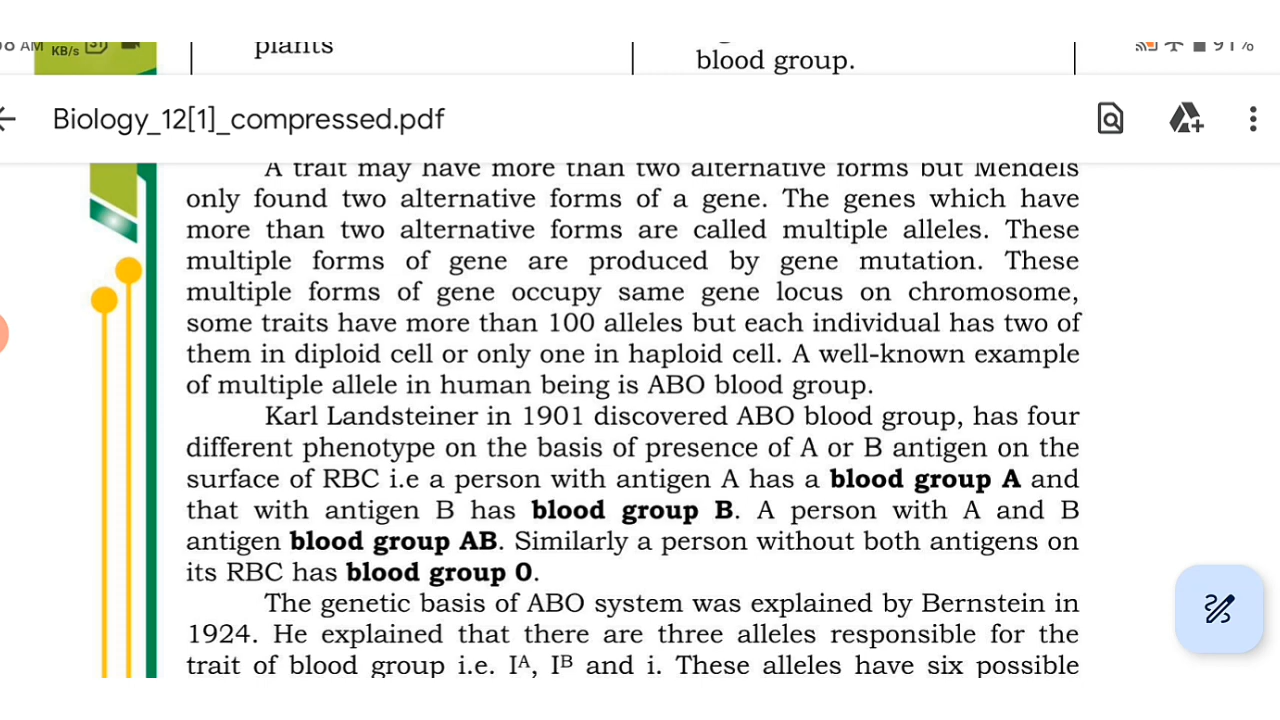 KB/s 31
plants
blood group.
Biology_12[1]_compressed.pdf
A trait may have more than two alternative forms but Mendels
only found two alternative forms of a gene. The genes which have
more than two alternative forms are called multiple alleles. These
multiple forms of gene are produced by gene mutation. These
multiple forms of gene occupy same gene locus on chromosome,
some traits have more than 100 alleles but each individual has two of
them in diploid cell or only one in haploid cell. A well-known example
of multiple allele in human being is ABO blood group.
Karl Landsteiner in 1901 discovered ABO blood group, has four
different phenotype on the basis of presence of A or B antigen on the
surface of RBC i.e a person with antigen A has a blood group A and
that with antigen B has blood group B. A person with A and B
antigen blood group AB. Similarly a person without both antigens on
its RBC has blood group 0.
The genetic basis of ABO system was explained by Bernstein in
1924. He explained that there are three alleles responsible for the
trait of blood group i.e. Iᴬ, Iᴮ and i. These alleles have six possible